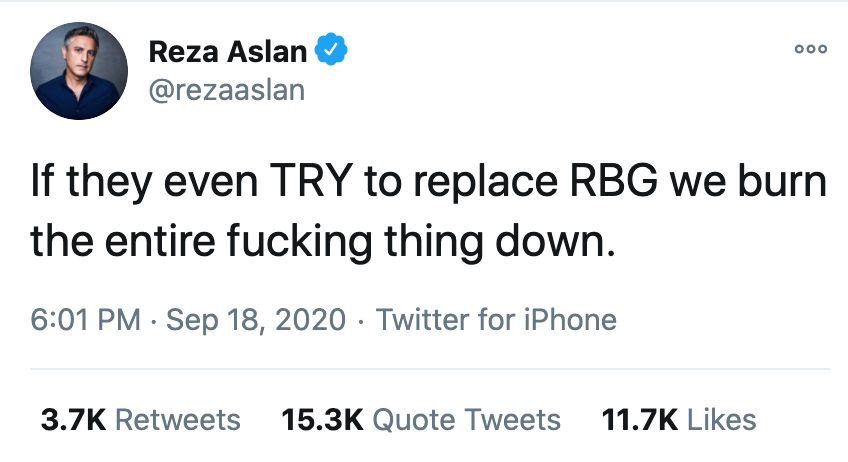 Reza Aslan
@rezaaslan
If they even TRY to replace RBG we burn
the entire fucking thing down.
6:01 PM · Sep 18, 2020 · Twitter for iPhone
3.7K Retweets 15.3K Quote Tweets 11.7K Likes